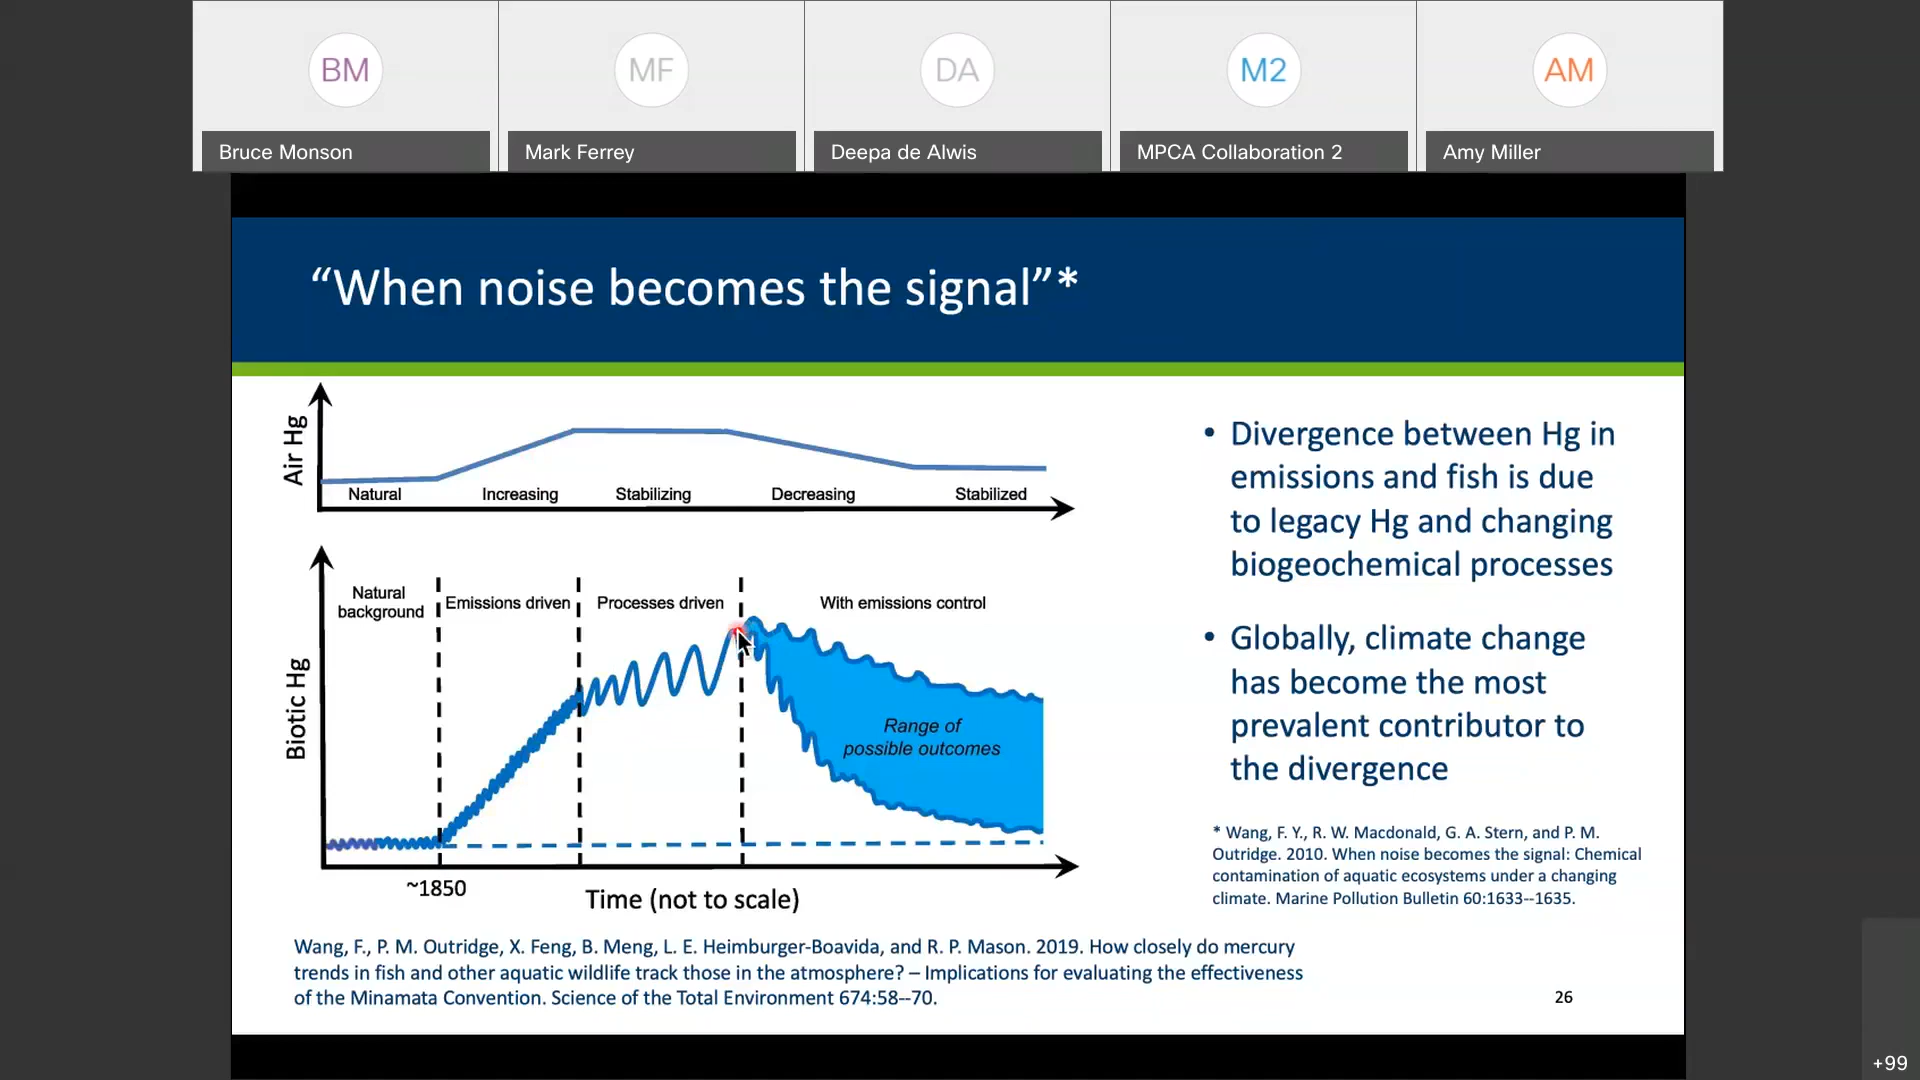 BM
MF
DA
M2
AM
Bruce Monson
Mark Ferrey
Deepa de Alwis
MPCA Collaboration 2
Amy Miller
“When noise becomes the signal”*
Air Hg
Natural
Increasing
Stabilizing
Decreasing
Stabilized
Biotic Hg
Natural
background
Emissions driven
Processes driven
With emissions control
Range of
possible outcomes
~1850
Time (not to scale)
• Divergence between Hg in
emissions and fish is due
to legacy Hg and changing
biogeochemical processes
• Globally, climate change
has become the most
prevalent contributor to
the divergence
* Wang, F. Y., R. W. Macdonald, G. A. Stern, and P. M.
Outridge. 2010. When noise becomes the signal: Chemical
contamination of aquatic ecosystems under a changing
climate. Marine Pollution Bulletin 60:1633--1635.
Wang, F., P. M. Outridge, X. Feng, B. Meng, L. E. Heimburger-Boavida, and R. P. Mason. 2019. How closely do mercury
trends in fish and other aquatic wildlife track those in the atmosphere? – Implications for evaluating the effectiveness
of the Minamata Convention. Science of the Total Environment 674:58--70.
26
+99